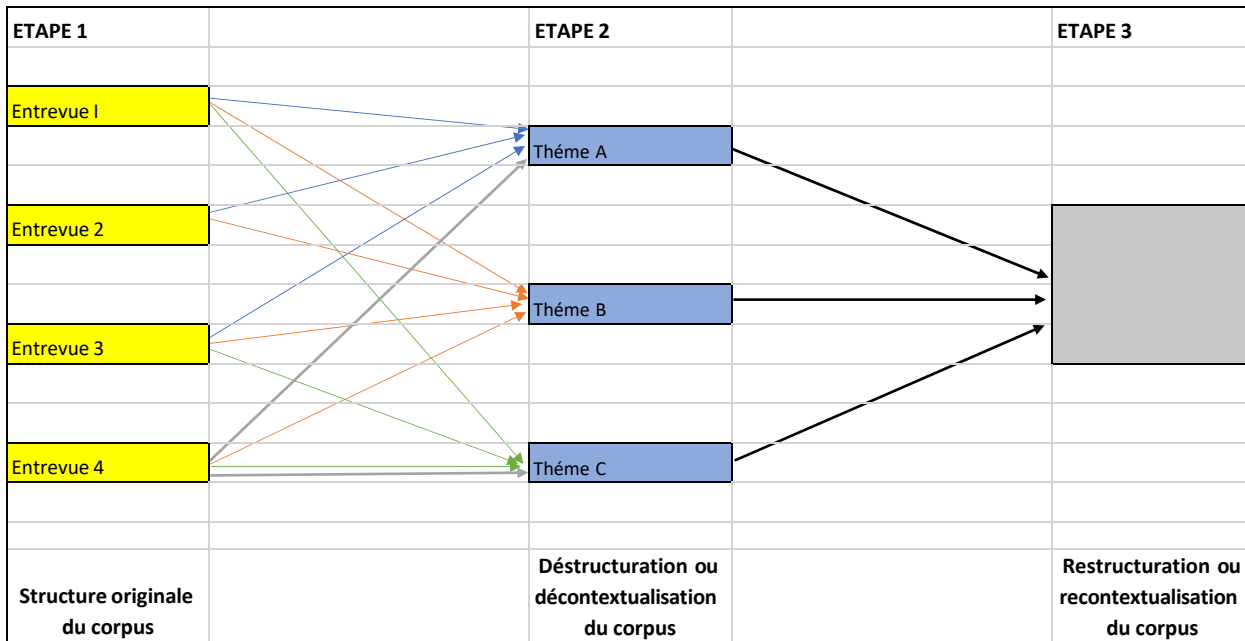 ETAPE 1
ETAPE 2
ETAPE 3
Entrevue I
Théme A
Entrevue 2
Théme B
Entrevue 3
Entrevue 4
Théme C
Structure originale
du corpus
Déstructuration ou
décontextualisation
du corpus
Restructuration ou
recontextualisation
du corpus